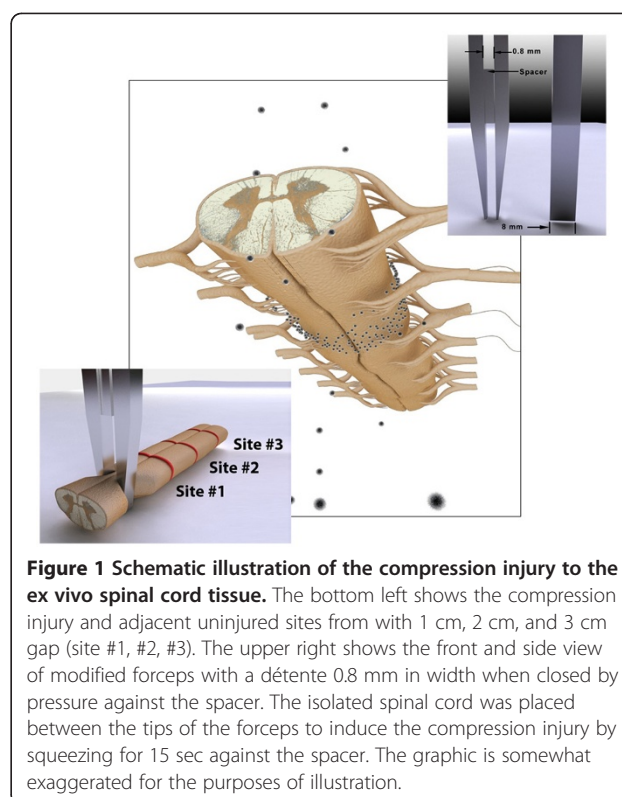 0.8 mm
Spacer
8 mm
Site #3
Site #2
Site #1
Figure 1 Schematic illustration of the compression injury to the
ex vivo spinal cord tissue. The bottom left shows the compression
injury and adjacent uninjured sites from with 1 cm, 2 cm, and 3 cm
gap (site #1, #2, #3). The upper right shows the front and side view
of modified forceps with a détente 0.8 mm in width when closed by
pressure against the spacer. The isolated spinal cord was placed
between the tips of the forceps to induce the compression injury by
squeezing for 15 sec against the spacer. The graphic is somewhat
exaggerated for the purposes of illustration.